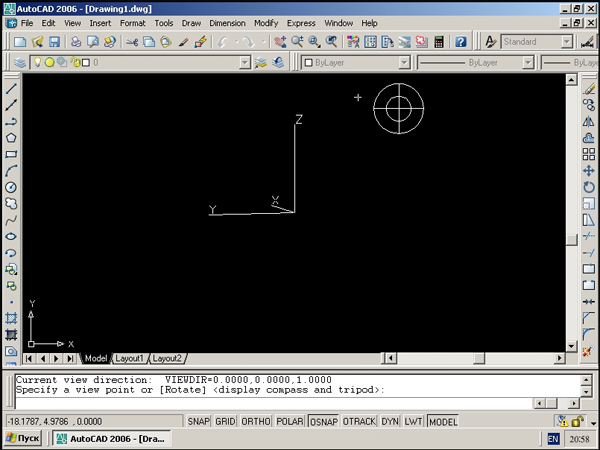 AutoCAD 2006 - [Drawing1.dwg]
File Edit View Insert Format Tools Draw Dimension Modify Express Window Help
Standard
0 ByLayer ByLayer ByLay
Z
X
Y
Y
X
Model Layout1 Layout2
Current view direction: VIEWDIR=0.0000,0.0000,1.0000
Specify a view point or [Rotate] <display compass and tripod>:
-18.1787, 4.9786 , 0.0000 SNAP GRID ORTHO POLAR OSNAP OTRACK DYN LWT MODEL
Пуск AutoCAD 2006 - [Dra... EN 20:58